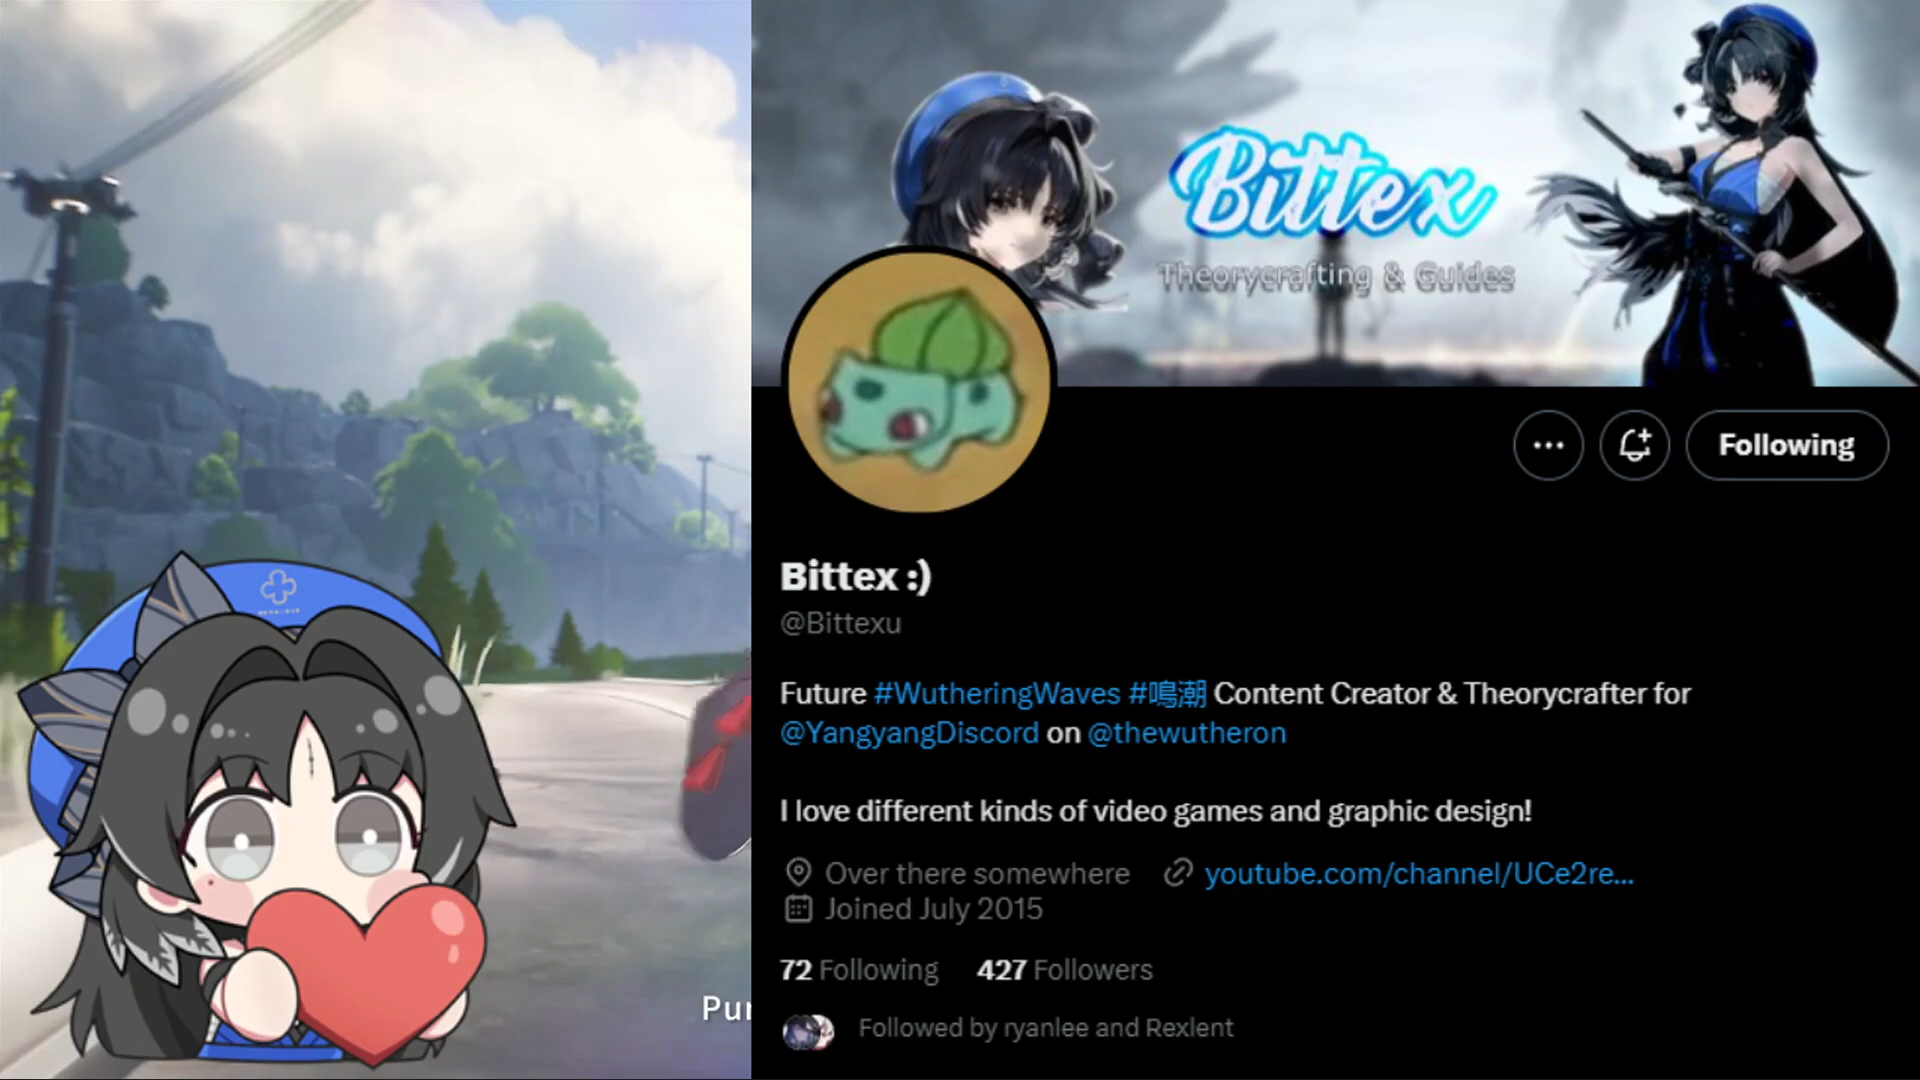 Bittex
Theorycrafting & Guides
Following
Bittex :)
@Bittexu
Future #WutheringWaves #鳴潮 Content Creator & Theorycrafter for
@YangyangDiscord on @thewutheron
I love different kinds of video games and graphic design!
Over there somewhere youtube.com/channel/UCe2re...
Joined July 2015
72 Following 427 Followers
Followed by ryanlee and Rexlent
Pur